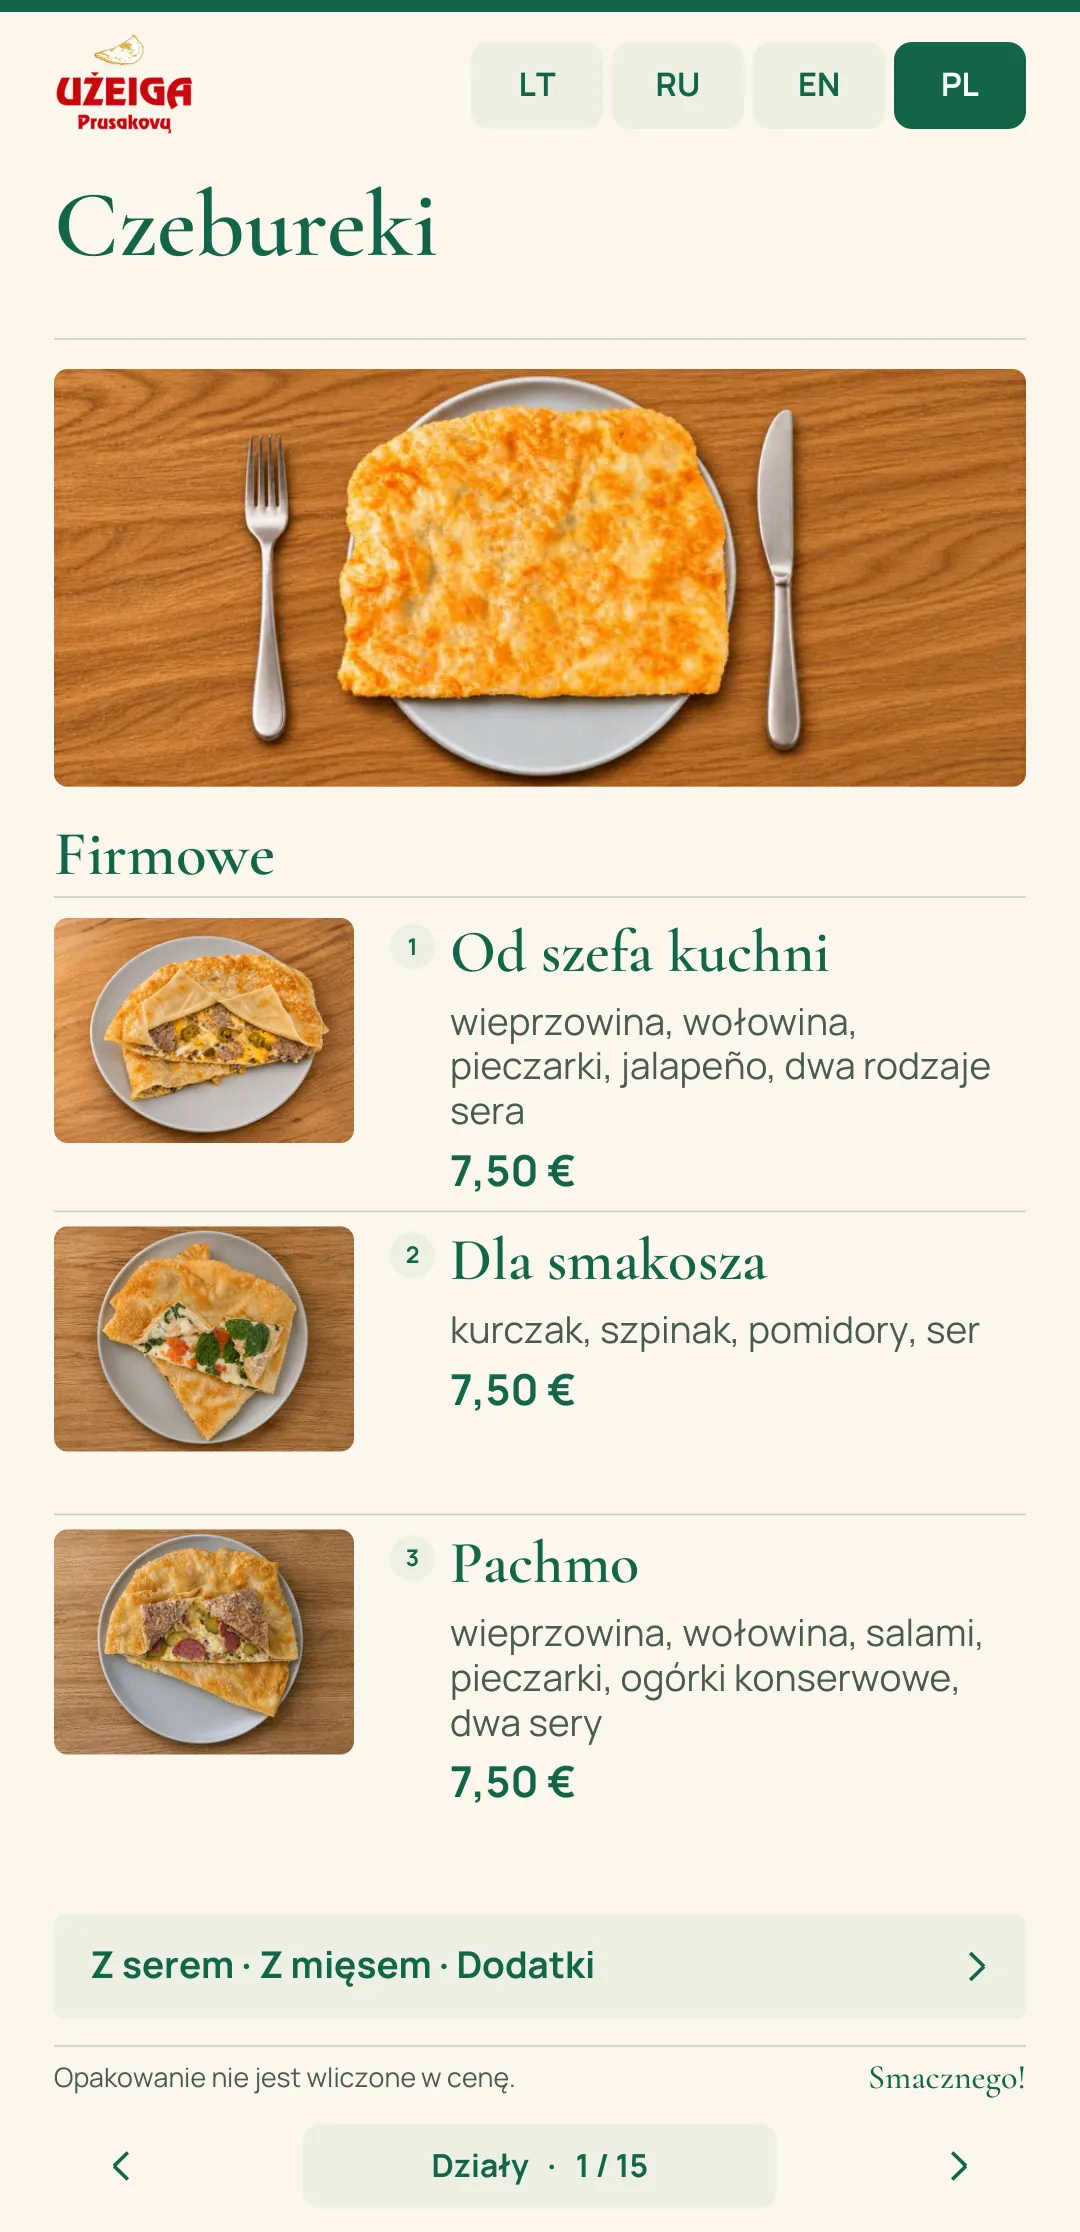 UŽEIGA
Prusakovų
LT RU EN PL
Czebureki
Firmowe
1 Od szefa kuchni
wieprzowina, wołowina,
pieczarki, jalapeño, dwa rodzaje
sera
7,50 €
2 Dla smakosza
kurczak, szpinak, pomidory, ser
7,50 €
3 Pachmo
wieprzowina, wołowina, salami,
pieczarki, ogórki konserwowe,
dwa sery
7,50 €
Z serem · Z mięsem · Dodatki
Opakowanie nie jest wliczone w cenę. Smacznego!
Działy · 1 / 15